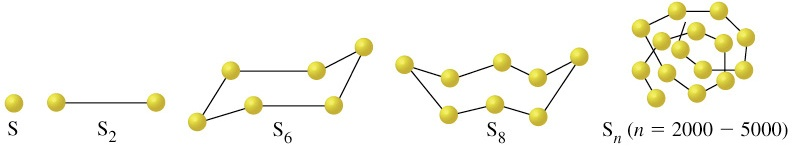 S S₂ S₆ S₈ Sₙ (n = 2000 − 5000)